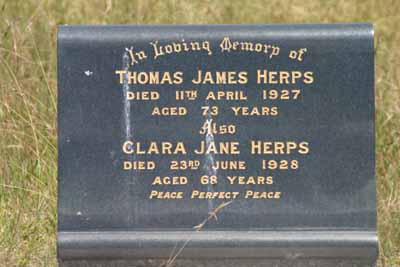 In Loving Memory of
THOMAS JAMES HERPS
DIED 11TH APRIL 1927
AGED 73 YEARS
Also
CLARA JANE HERPS
DIED 23RD JUNE 1928
AGED 68 YEARS
PEACE PERFECT PEACE